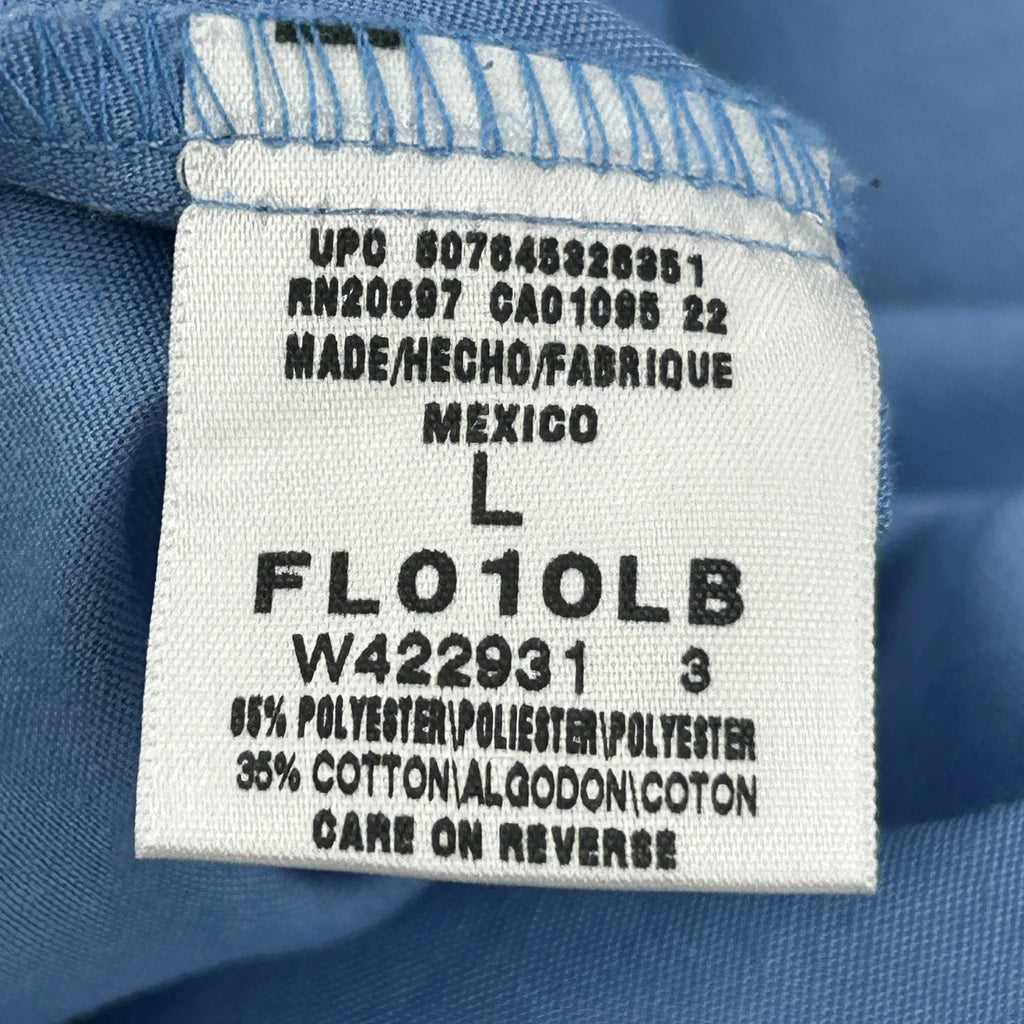 UPC 607645326351
RN20697 CA01095 22
MADE/HECHO/FABRIQUE
MEXICO
L
FL010LB
W422931 3
65% POLYESTER\POLIESTER\POLYESTER
35% COTTON\ALGODON\COTON
CARE ON REVERSE